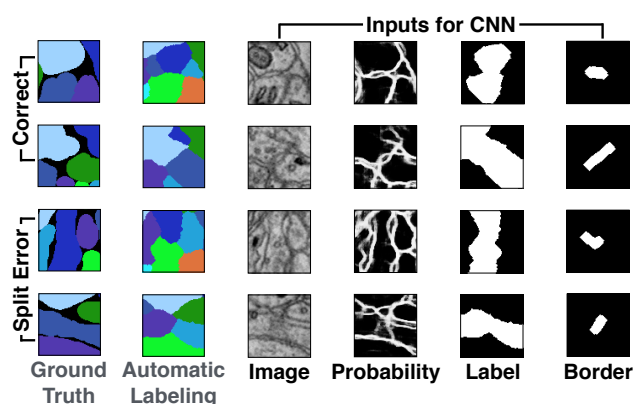 Inputs for CNN
Correct
Split Error
Ground Truth
Automatic Labeling
Image
Probability
Label
Border